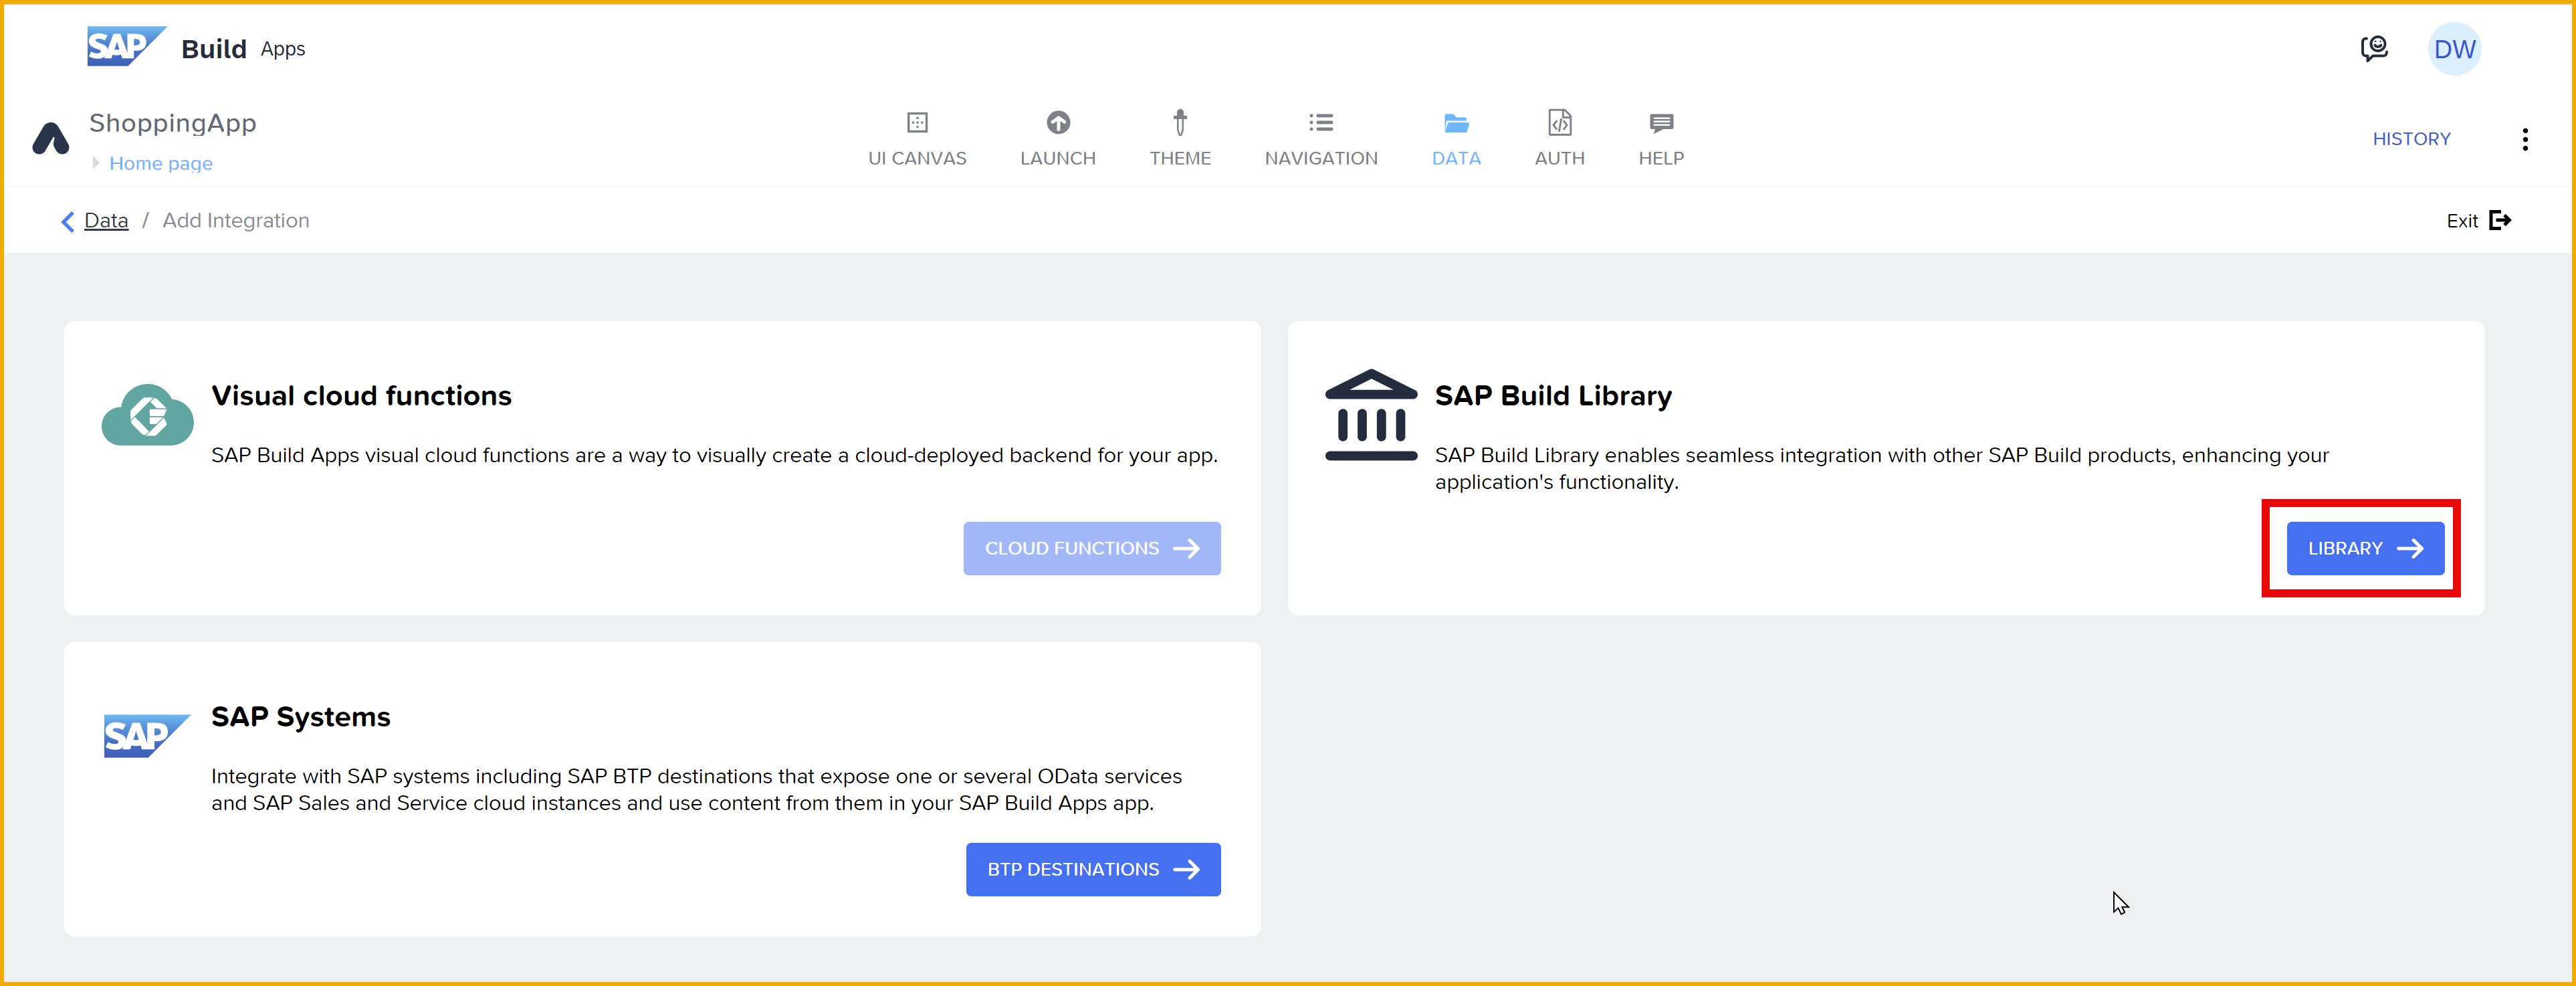 SAP Build Apps
DW
ShoppingApp
Home page
UI CANVAS
LAUNCH
THEME
NAVIGATION
DATA
AUTH
HELP
HISTORY
Data / Add Integration
Exit
Visual cloud functions
SAP Build Apps visual cloud functions are a way to visually create a cloud-deployed backend for your app.
CLOUD FUNCTIONS
SAP Build Library
SAP Build Library enables seamless integration with other SAP Build products, enhancing your
application's functionality.
LIBRARY
SAP
SAP Systems
Integrate with SAP systems including SAP BTP destinations that expose one or several OData services
and SAP Sales and Service cloud instances and use content from them in your SAP Build Apps app.
BTP DESTINATIONS